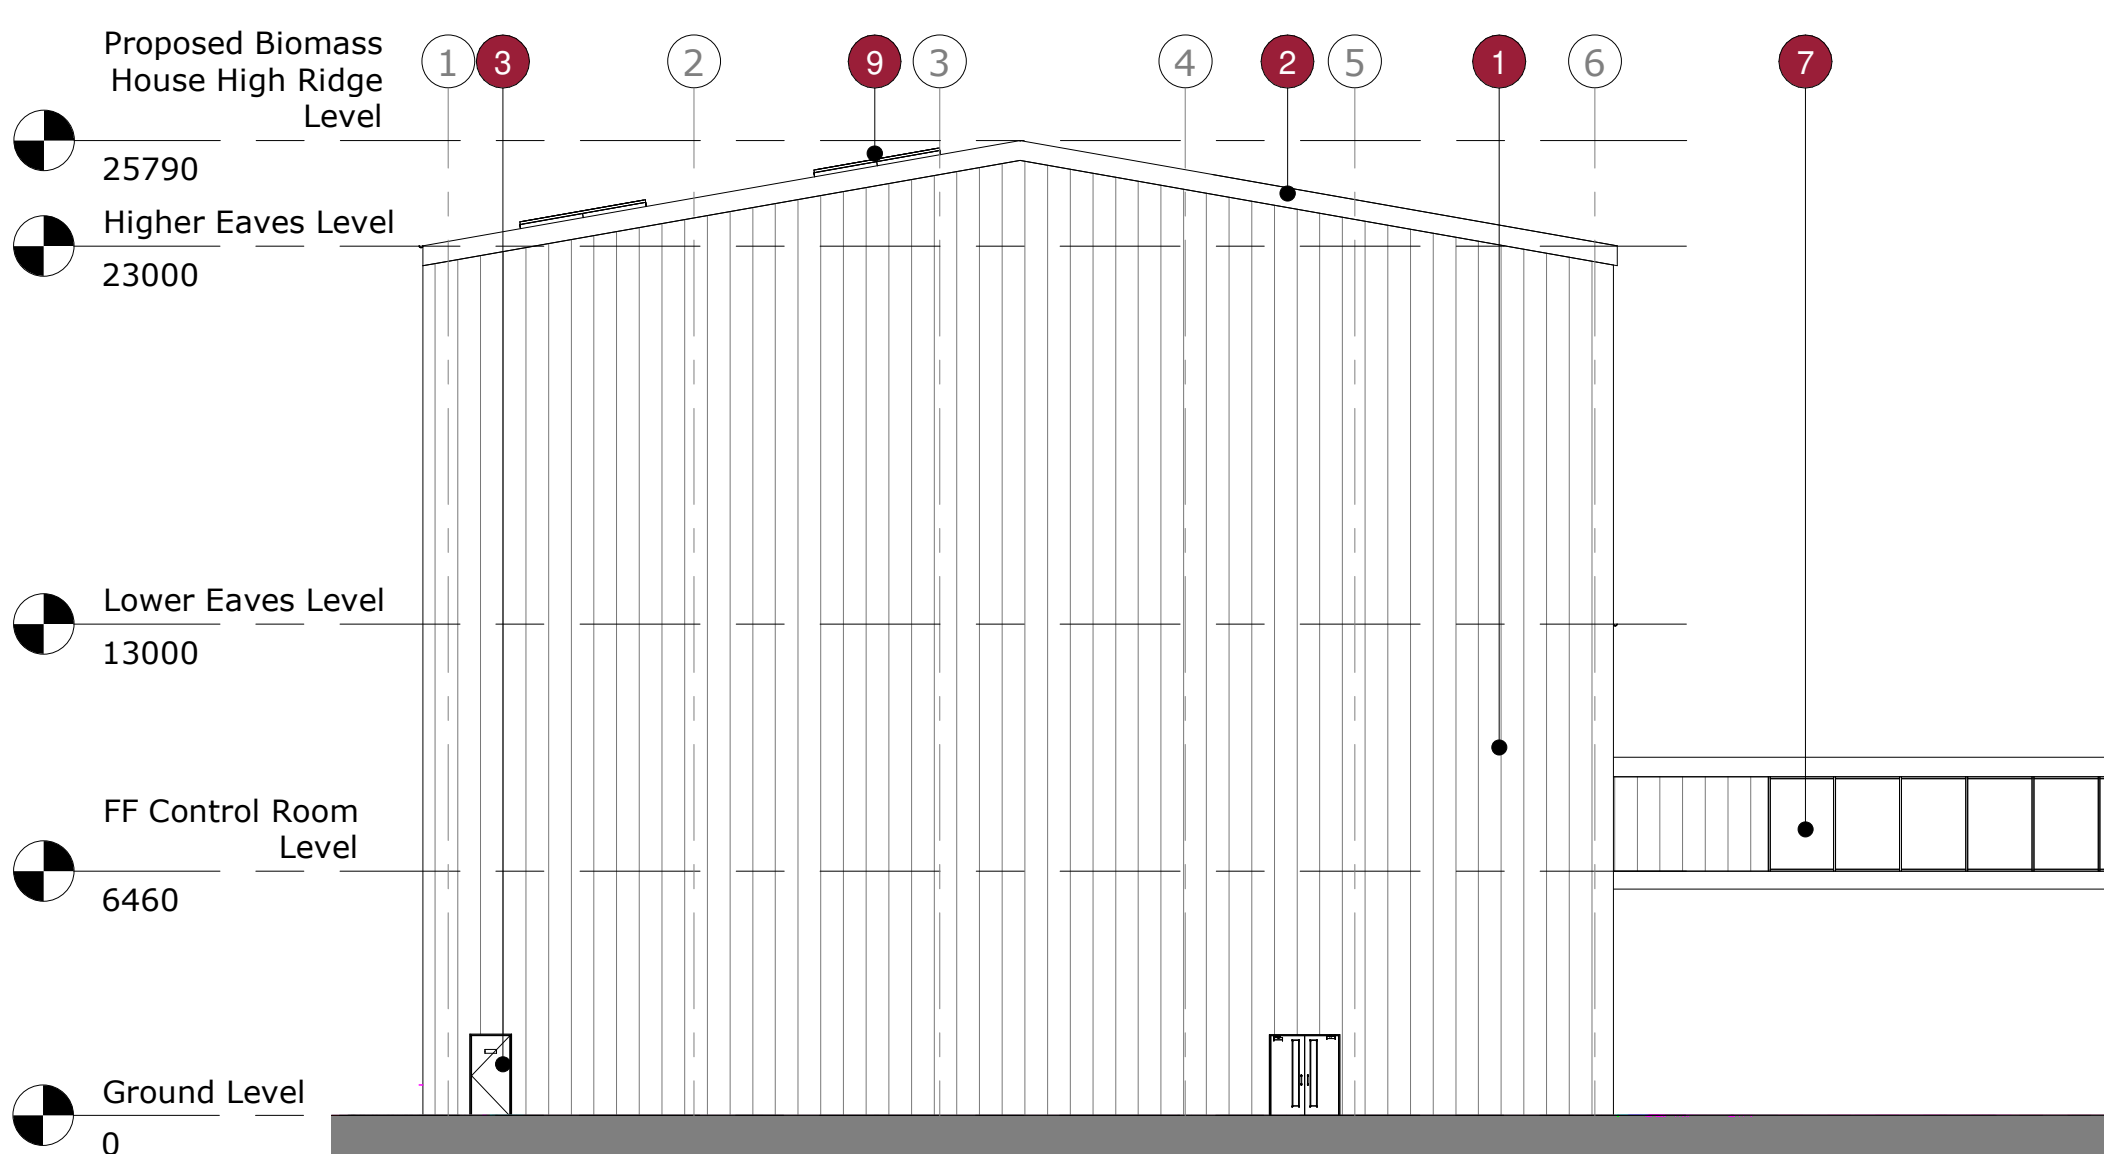 Proposed Biomass
House High Ridge
Level
25790
1
3
2
9
3
4
2
5
1
6
7
Higher Eaves Level
23000
Lower Eaves Level
13000
FF Control Room
Level
6460
Ground Level
0